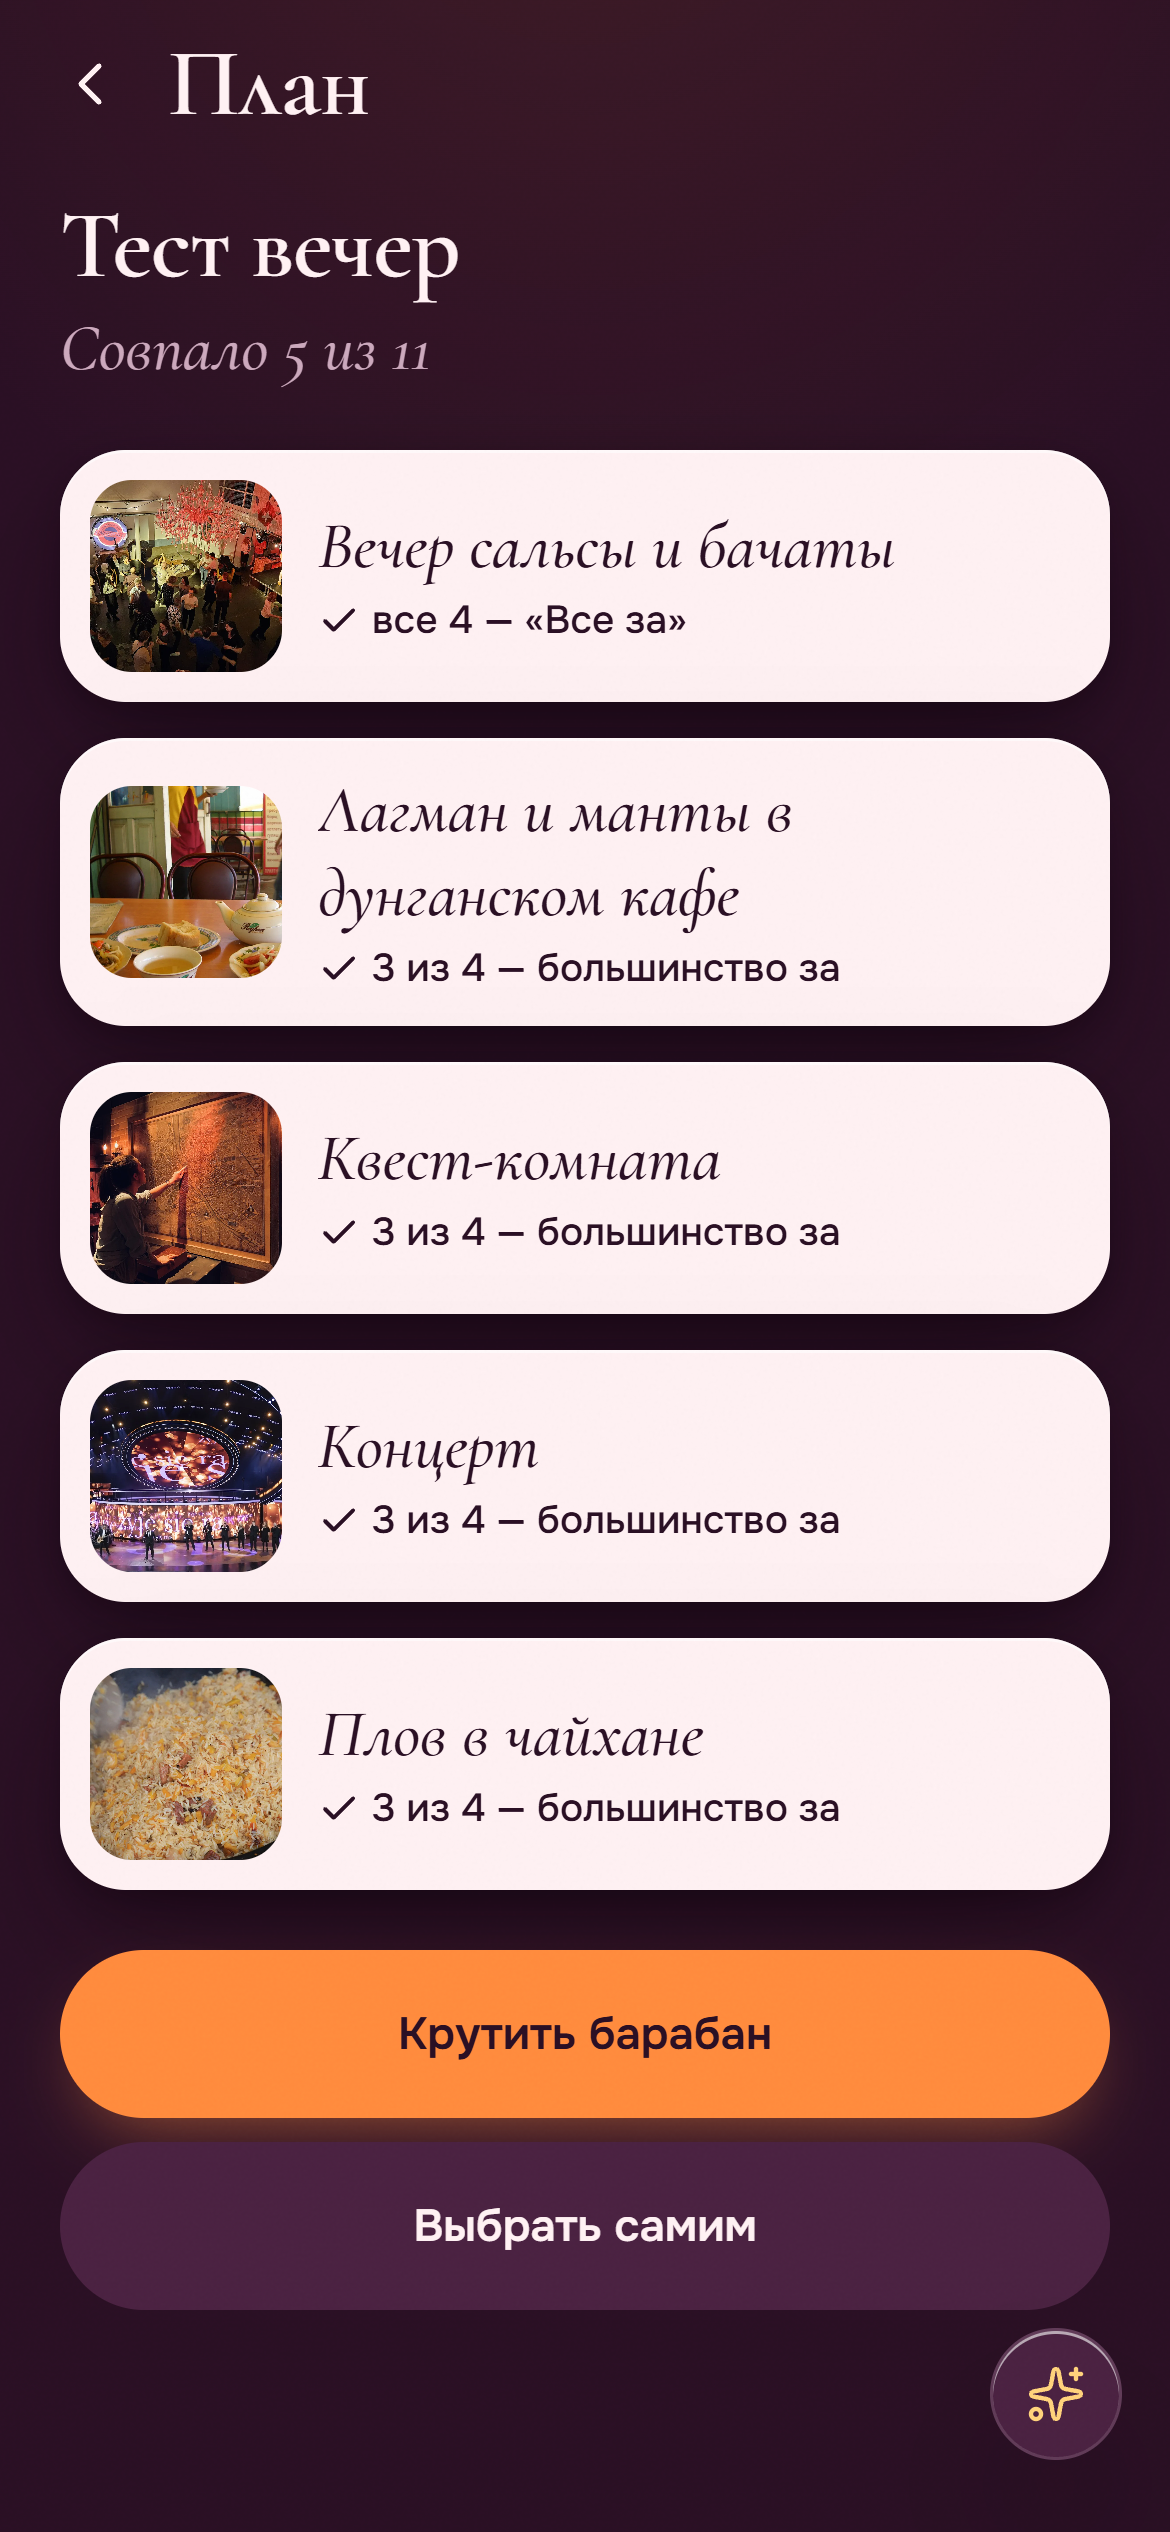 План
Тест вечер
Совпало 5 из 11
Вечер сальсы и бачаты
все 4 – «Все за»
Лагман и манты в
дунганском кафе
3 из 4 – большинство за
Квест-комната
3 из 4 – большинство за
Концерт
3 из 4 – большинство за
Плов в чайхане
3 из 4 – большинство за
Крутить барабан
Выбрать самим